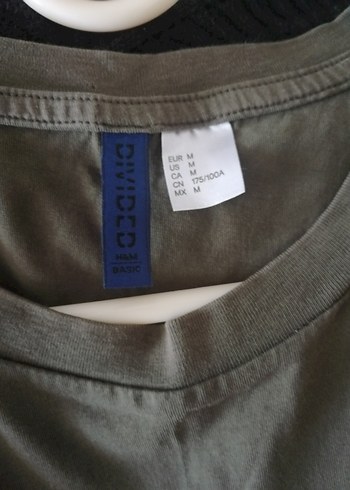 DIVIDED
H&M
BASIC
EUR M
US M
CA M
CN 175/100A
MX M